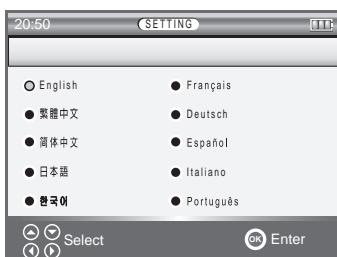 20:50 SETTING
English Français
繁體中文 Deutsch
简体中文 Español
日本語 Italiano
한국어 Português
Select OK Enter